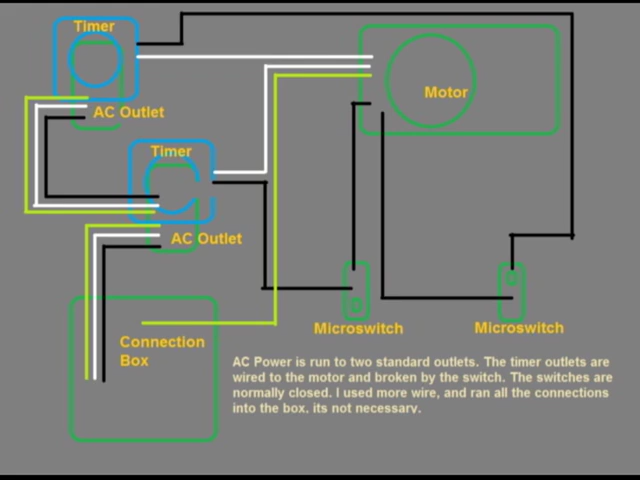 Timer
AC Outlet
Motor
Timer
AC Outlet
Microswitch
Microswitch
Connection
Box
AC Power is run to two standard outlets. The timer outlets are
wired to the motor and broken by the switch. The switches are
normally closed. I used more wire, and ran all the connections
into the box. its not necessary.